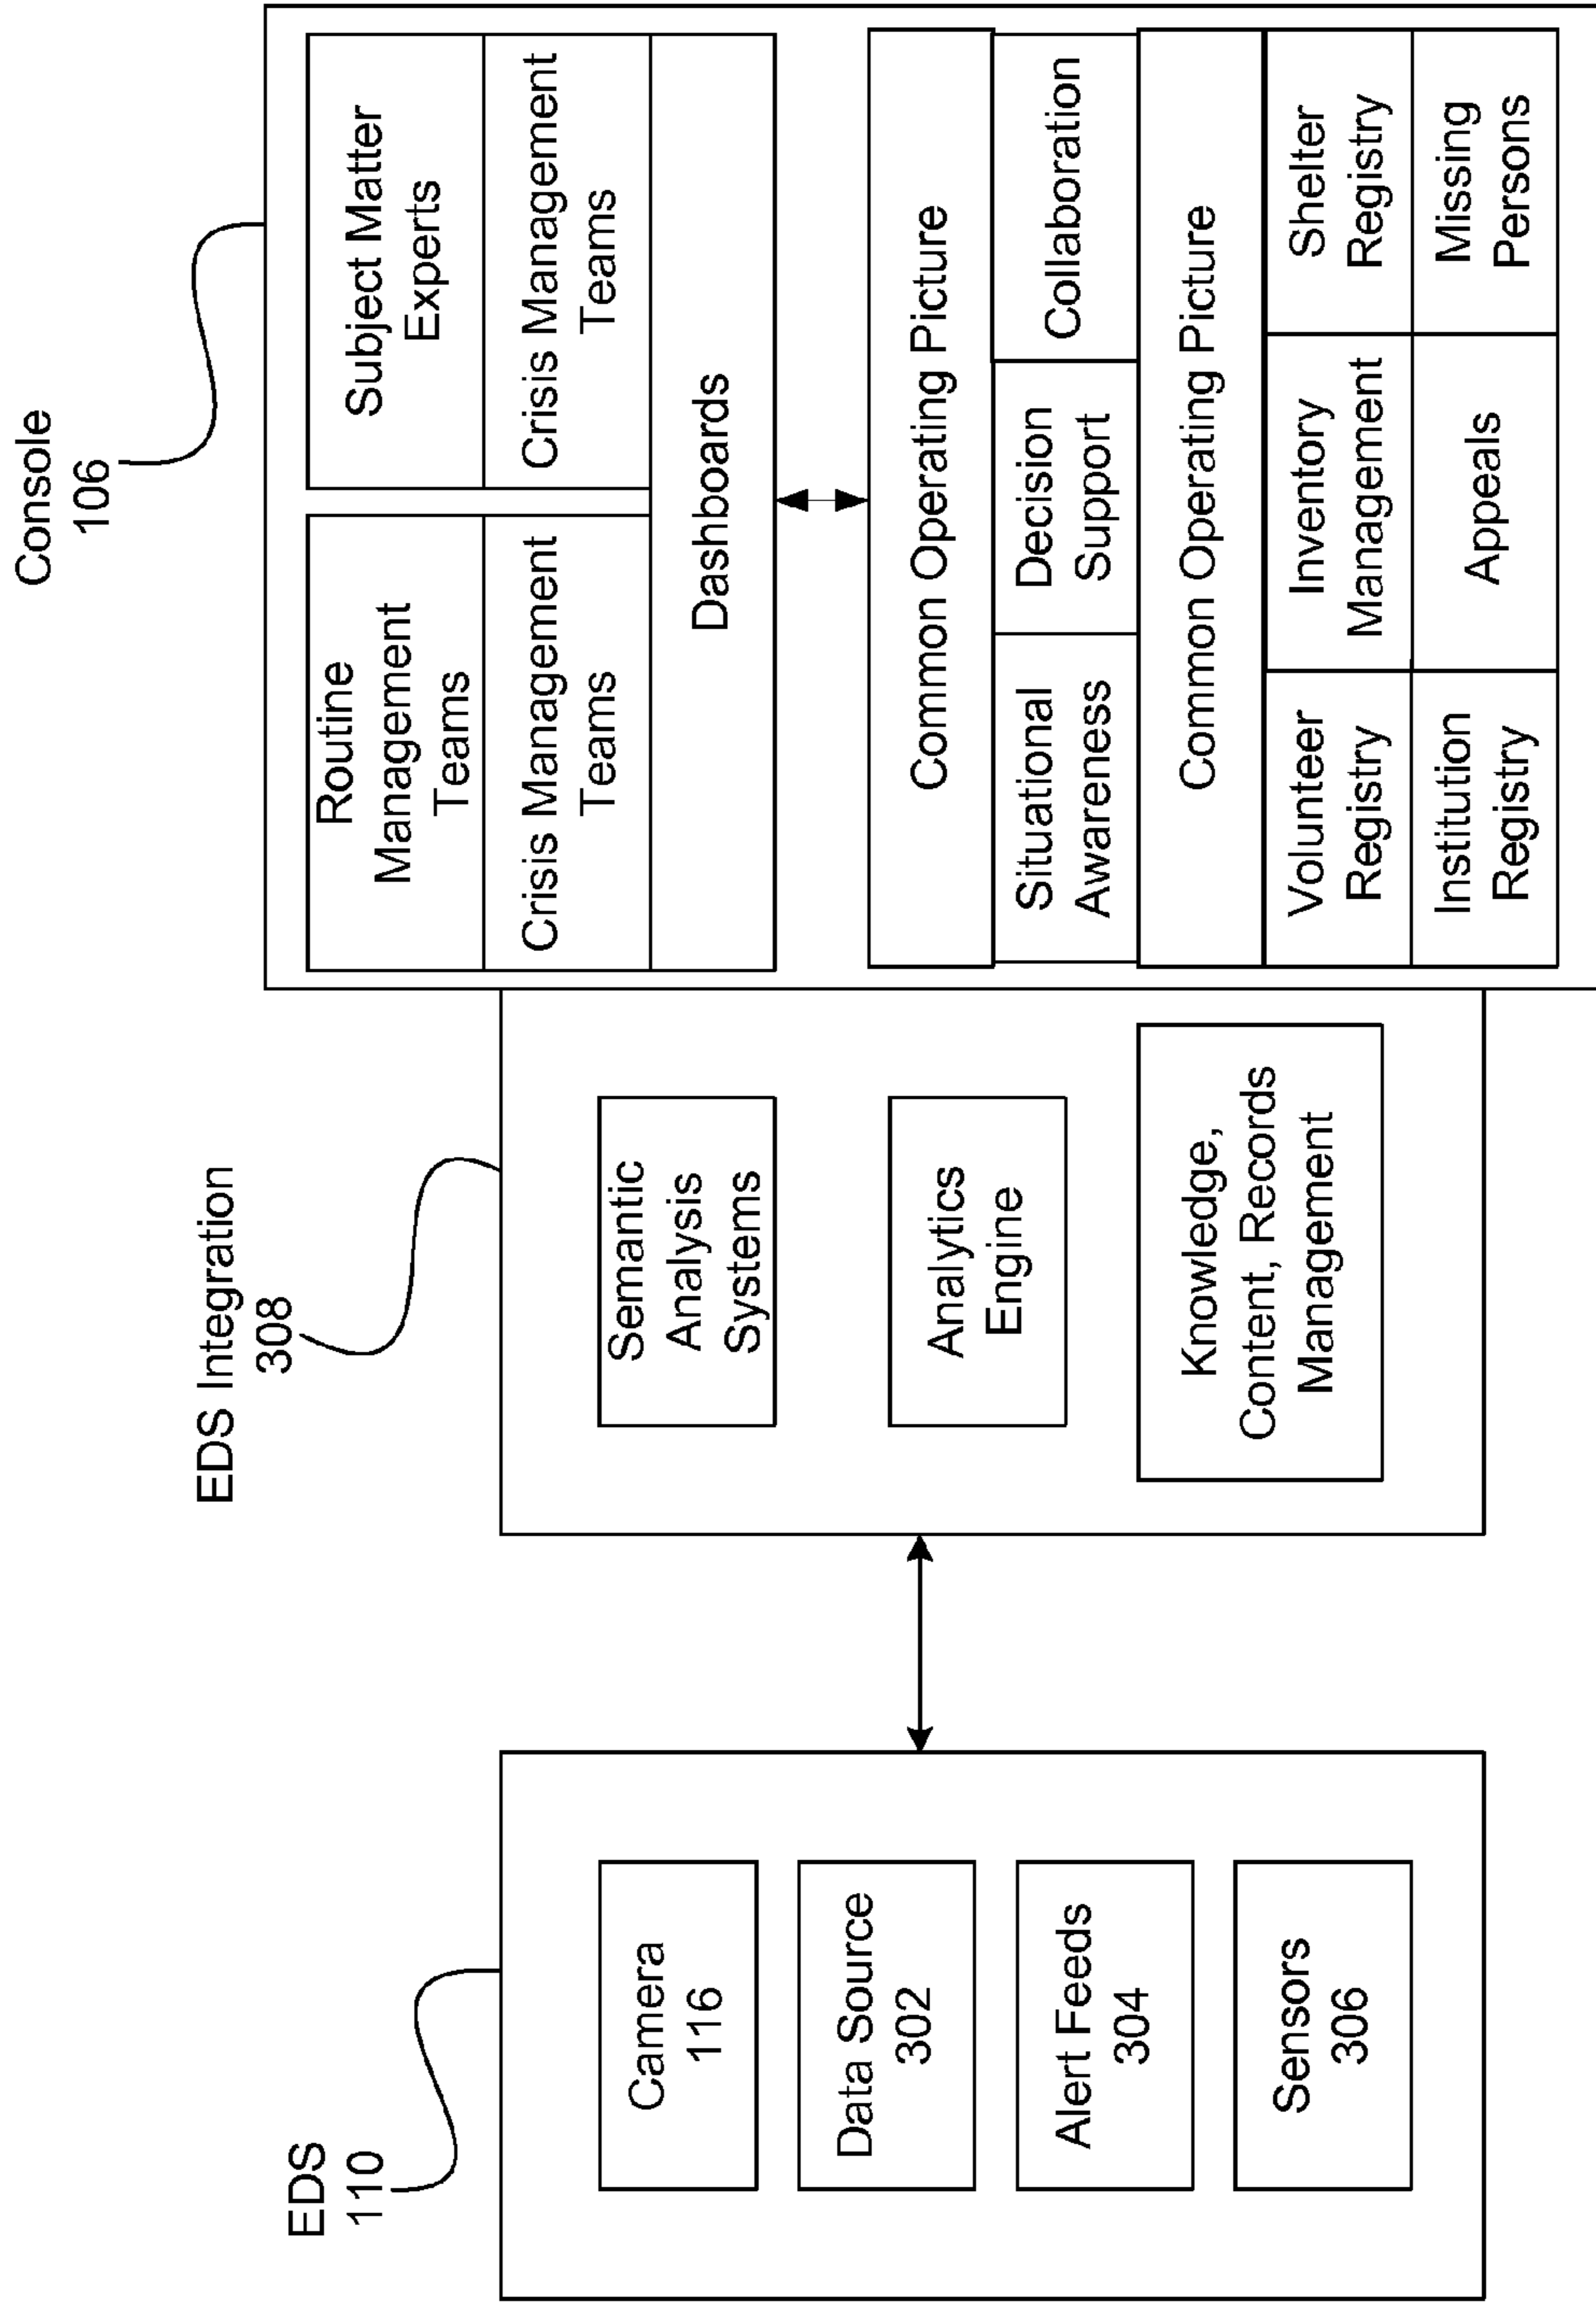 EDS
110
Camera
116
Data Source
302
Alert Feeds
304
Sensors
306
EDS Integration
308
Semantic
Analysis
Systems
Analytics
Engine
Knowledge,
Content, Records
Management
Console
106
Routine
Management
Teams
Subject Matter
Experts
Crisis Management
Teams
Crisis Management
Teams
Dashboards
Common Operating Picture
Situational
Awareness
Decision
Support
Collaboration
Common Operating Picture
Volunteer
Registry
Inventory
Management
Shelter
Registry
Institution
Registry
Appeals
Missing
Persons